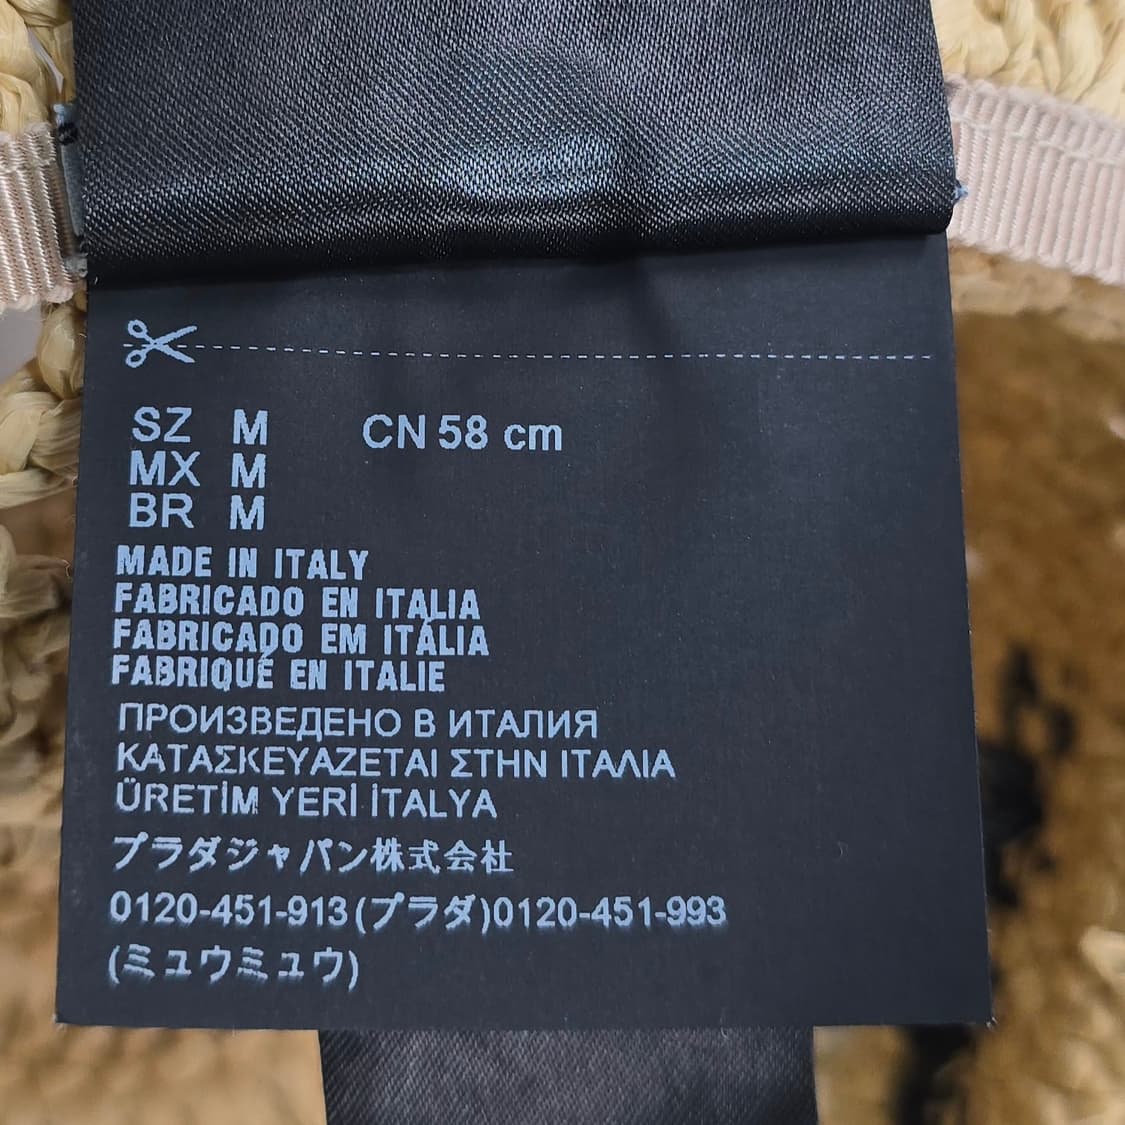 SZ M CN 58 cm
MX M
BR M
MADE IN ITALY
FABRICADO EN ITALIA
FABRICADO EM ITÁLIA
FABRIQUÉ EN ITALIE
ПРОИЗВЕДЕНО В ИТАЛИЯ
ΚΑΤΑΣΚΕΥΑΖΕΤΑΙ ΣΤΗΝ ΙΤΑΛΙΑ
ÜRETİM YERİ İTALYA
プラダジャパン株式会社
0120-451-913(プラダ)0120-451-993
(ミュウミュウ)